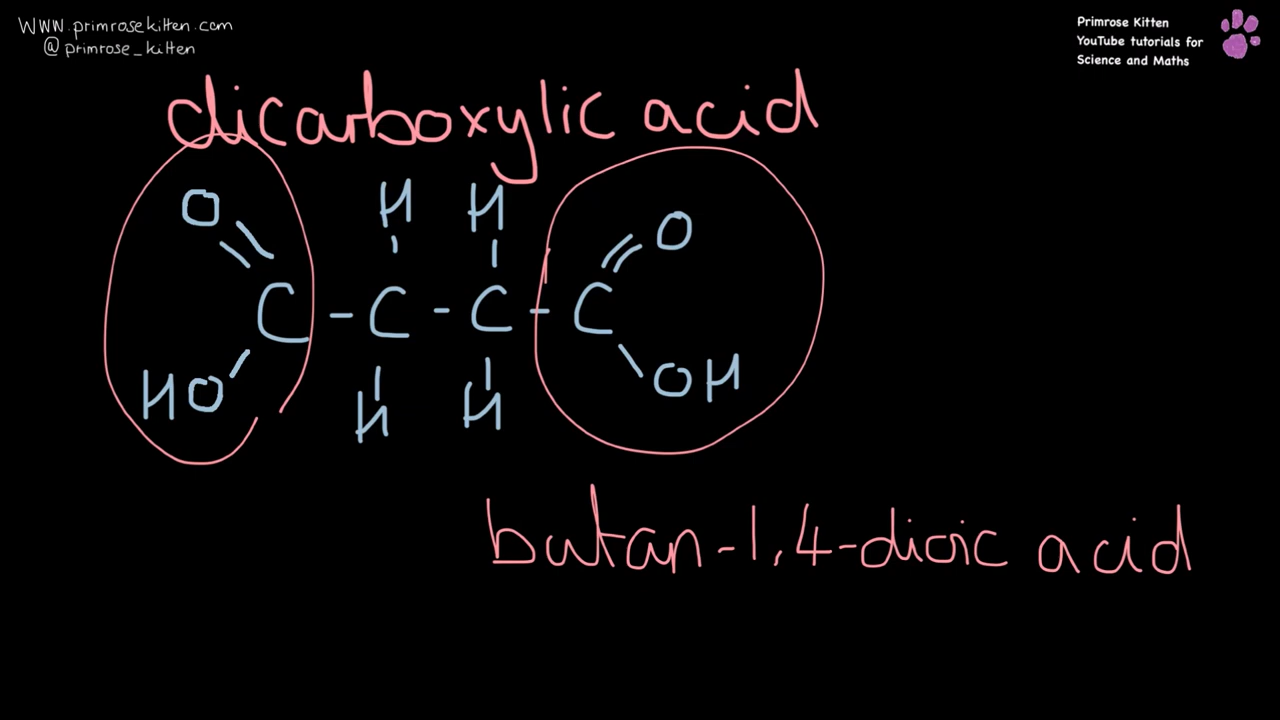 www.primrosekitten.com
@primrose_kitten
Primrose Kitten
YouTube tutorials for
Science and Maths
dicarboxylic acid
O H H O
C - C - C - C
HO H H OH
butan-1,4-dioic acid